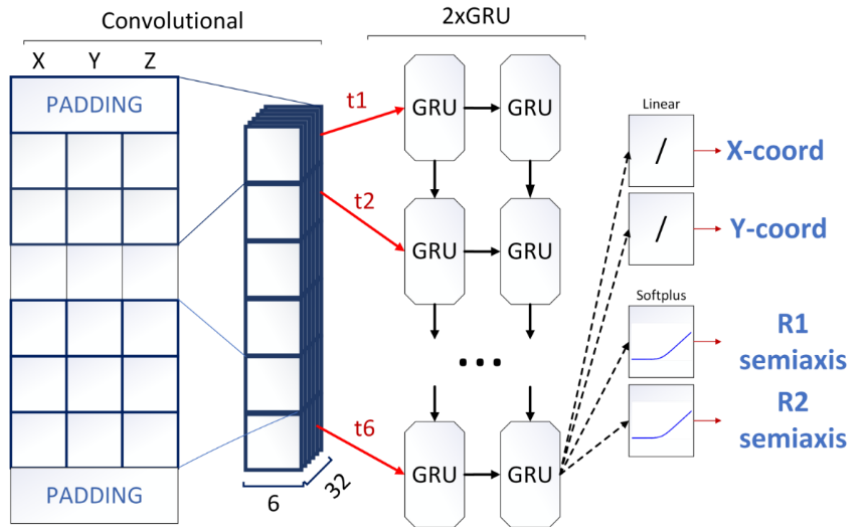 Convolutional
2xGRU
X Y Z
PADDING
t1
GRU GRU
Linear
/
X-coord
t2
GRU GRU
/
Y-coord
Softplus
R1
semiaxis
...
R2
semiaxis
t6
GRU GRU
PADDING
6
32